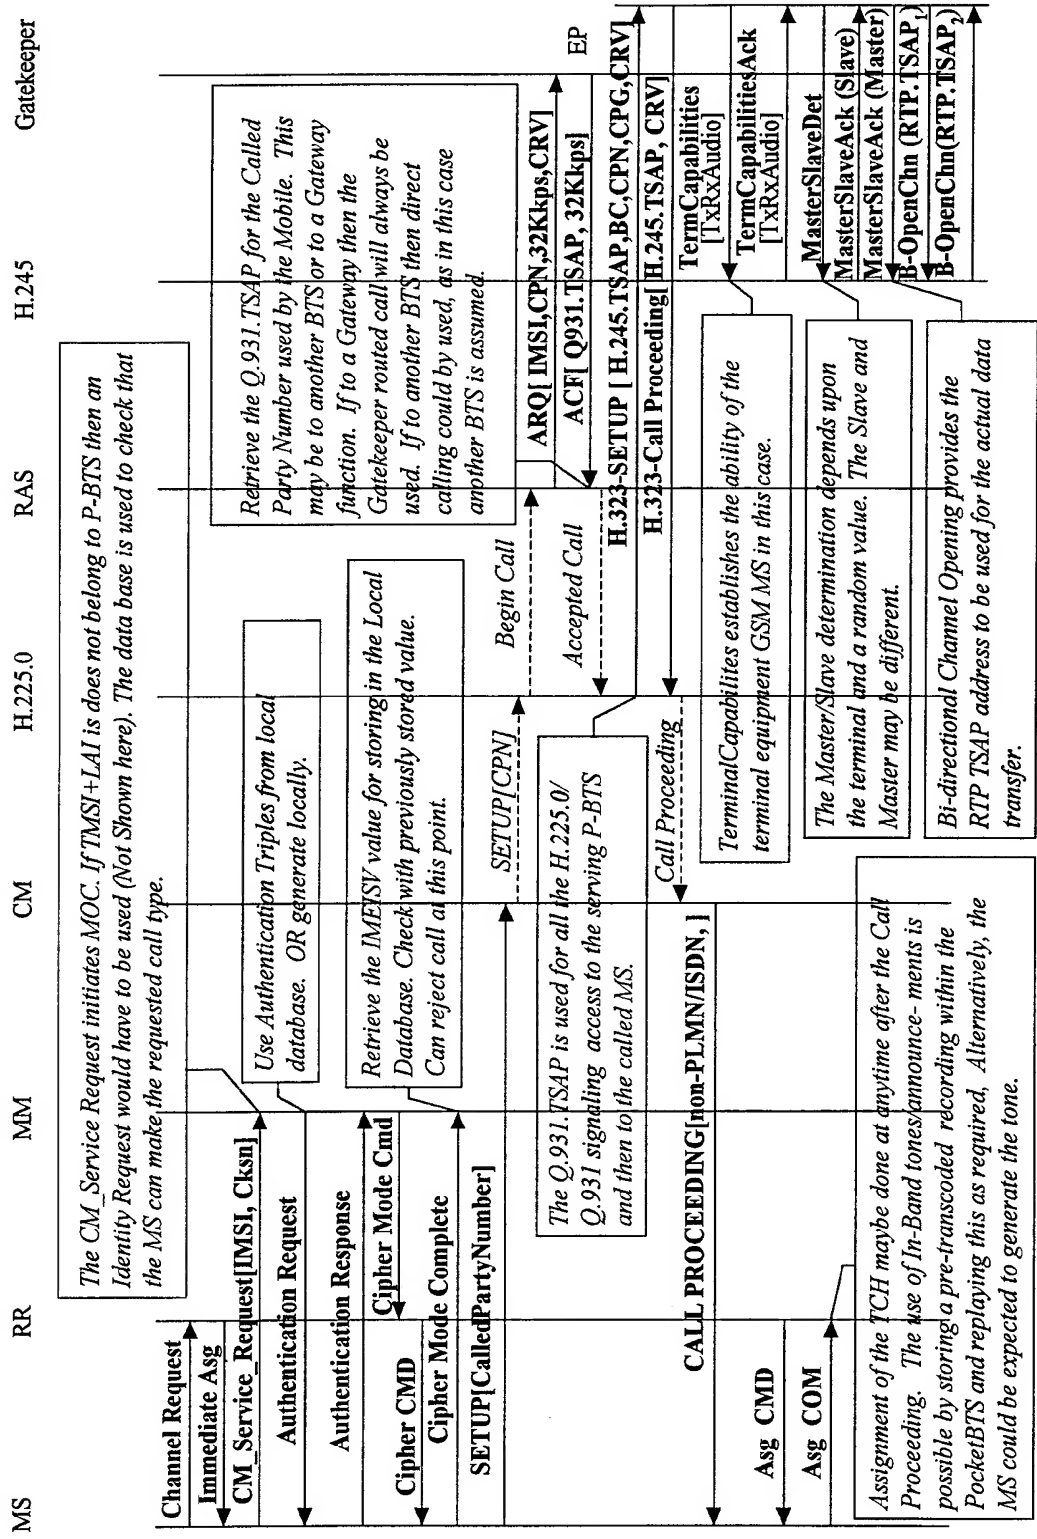 MS
RR
MM
CM
H.225.0
RAS
H.245
Gatekeeper
The CM_Service Request initiates MOC. If TMSI+LAI is does not belong to P-BTS then an
Identity Request would have to be used (Not Shown here). The data base is used to check that
the MS can make the requested call type.
Channel Request
Immediate Asg
CM_Service_Request[IMSI, Cksn]
Use Authentication Triples from local
database. OR generate locally.
Authentication Request
Authentication Response
Retrieve the IMEISV value for storing in the Local
Database. Check with previously stored value.
Can reject call at this point.
Cipher Mode Cmd
Cipher CMD
Cipher Mode Complete
SETUP[CalledPartyNumber]
SETUP[CPN]
Begin Call
Retrieve the Q.931.TSAP for the Called
Party Number used by the Mobile. This
may be to another BTS or to a Gateway
function. If to a Gateway then the
Gatekeeper routed call will always be
used. If to another BTS then direct
calling could by used, as in this case
another BTS is assumed.
ARQ[ IMSI,CPN,32Kkps,CRV]
ACF[ Q931.TSAP, 32Kkps]
EP
Accepted Call
H.323-SETUP [ H.245.TSAP,BC,CPN,CPG,CRV]
H.323-Call Proceeding[ H.245.TSAP, CRV]
The Q.931.TSAP is used for all the H.225.0/
Q.931 signaling access to the serving P-BTS
and then to the called MS.
Call Proceeding
CALL PROCEEDING[non-PLMN/ISDN, ]
TermCapabilities
[TxRxAudio]
TermCapabilitiesAck
[TxRxAudio]
TerminalCapabilites establishes the ability of the
terminal equipment GSM MS in this case.
Asg CMD
Asg COM
MasterSlaveDet
MasterSlaveAck (Slave)
MasterSlaveAck (Master)
The Master/Slave determination depends upon
the terminal and a random value. The Slave and
Master may be different.
B-OpenChn (RTP.TSAP1)
B-OpenChn(RTP.TSAP2)
Bi-directional Channel Opening provides the
RTP TSAP address to be used for the actual data
transfer.
Assignment of the TCH maybe done at anytime after the Call
Proceeding. The use of In-Band tones/announce- ments is
possible by storing a pre-transcoded recording within the
PocketBTS and replaying this as required, Alternatively, the
MS could be expected to generate the tone.